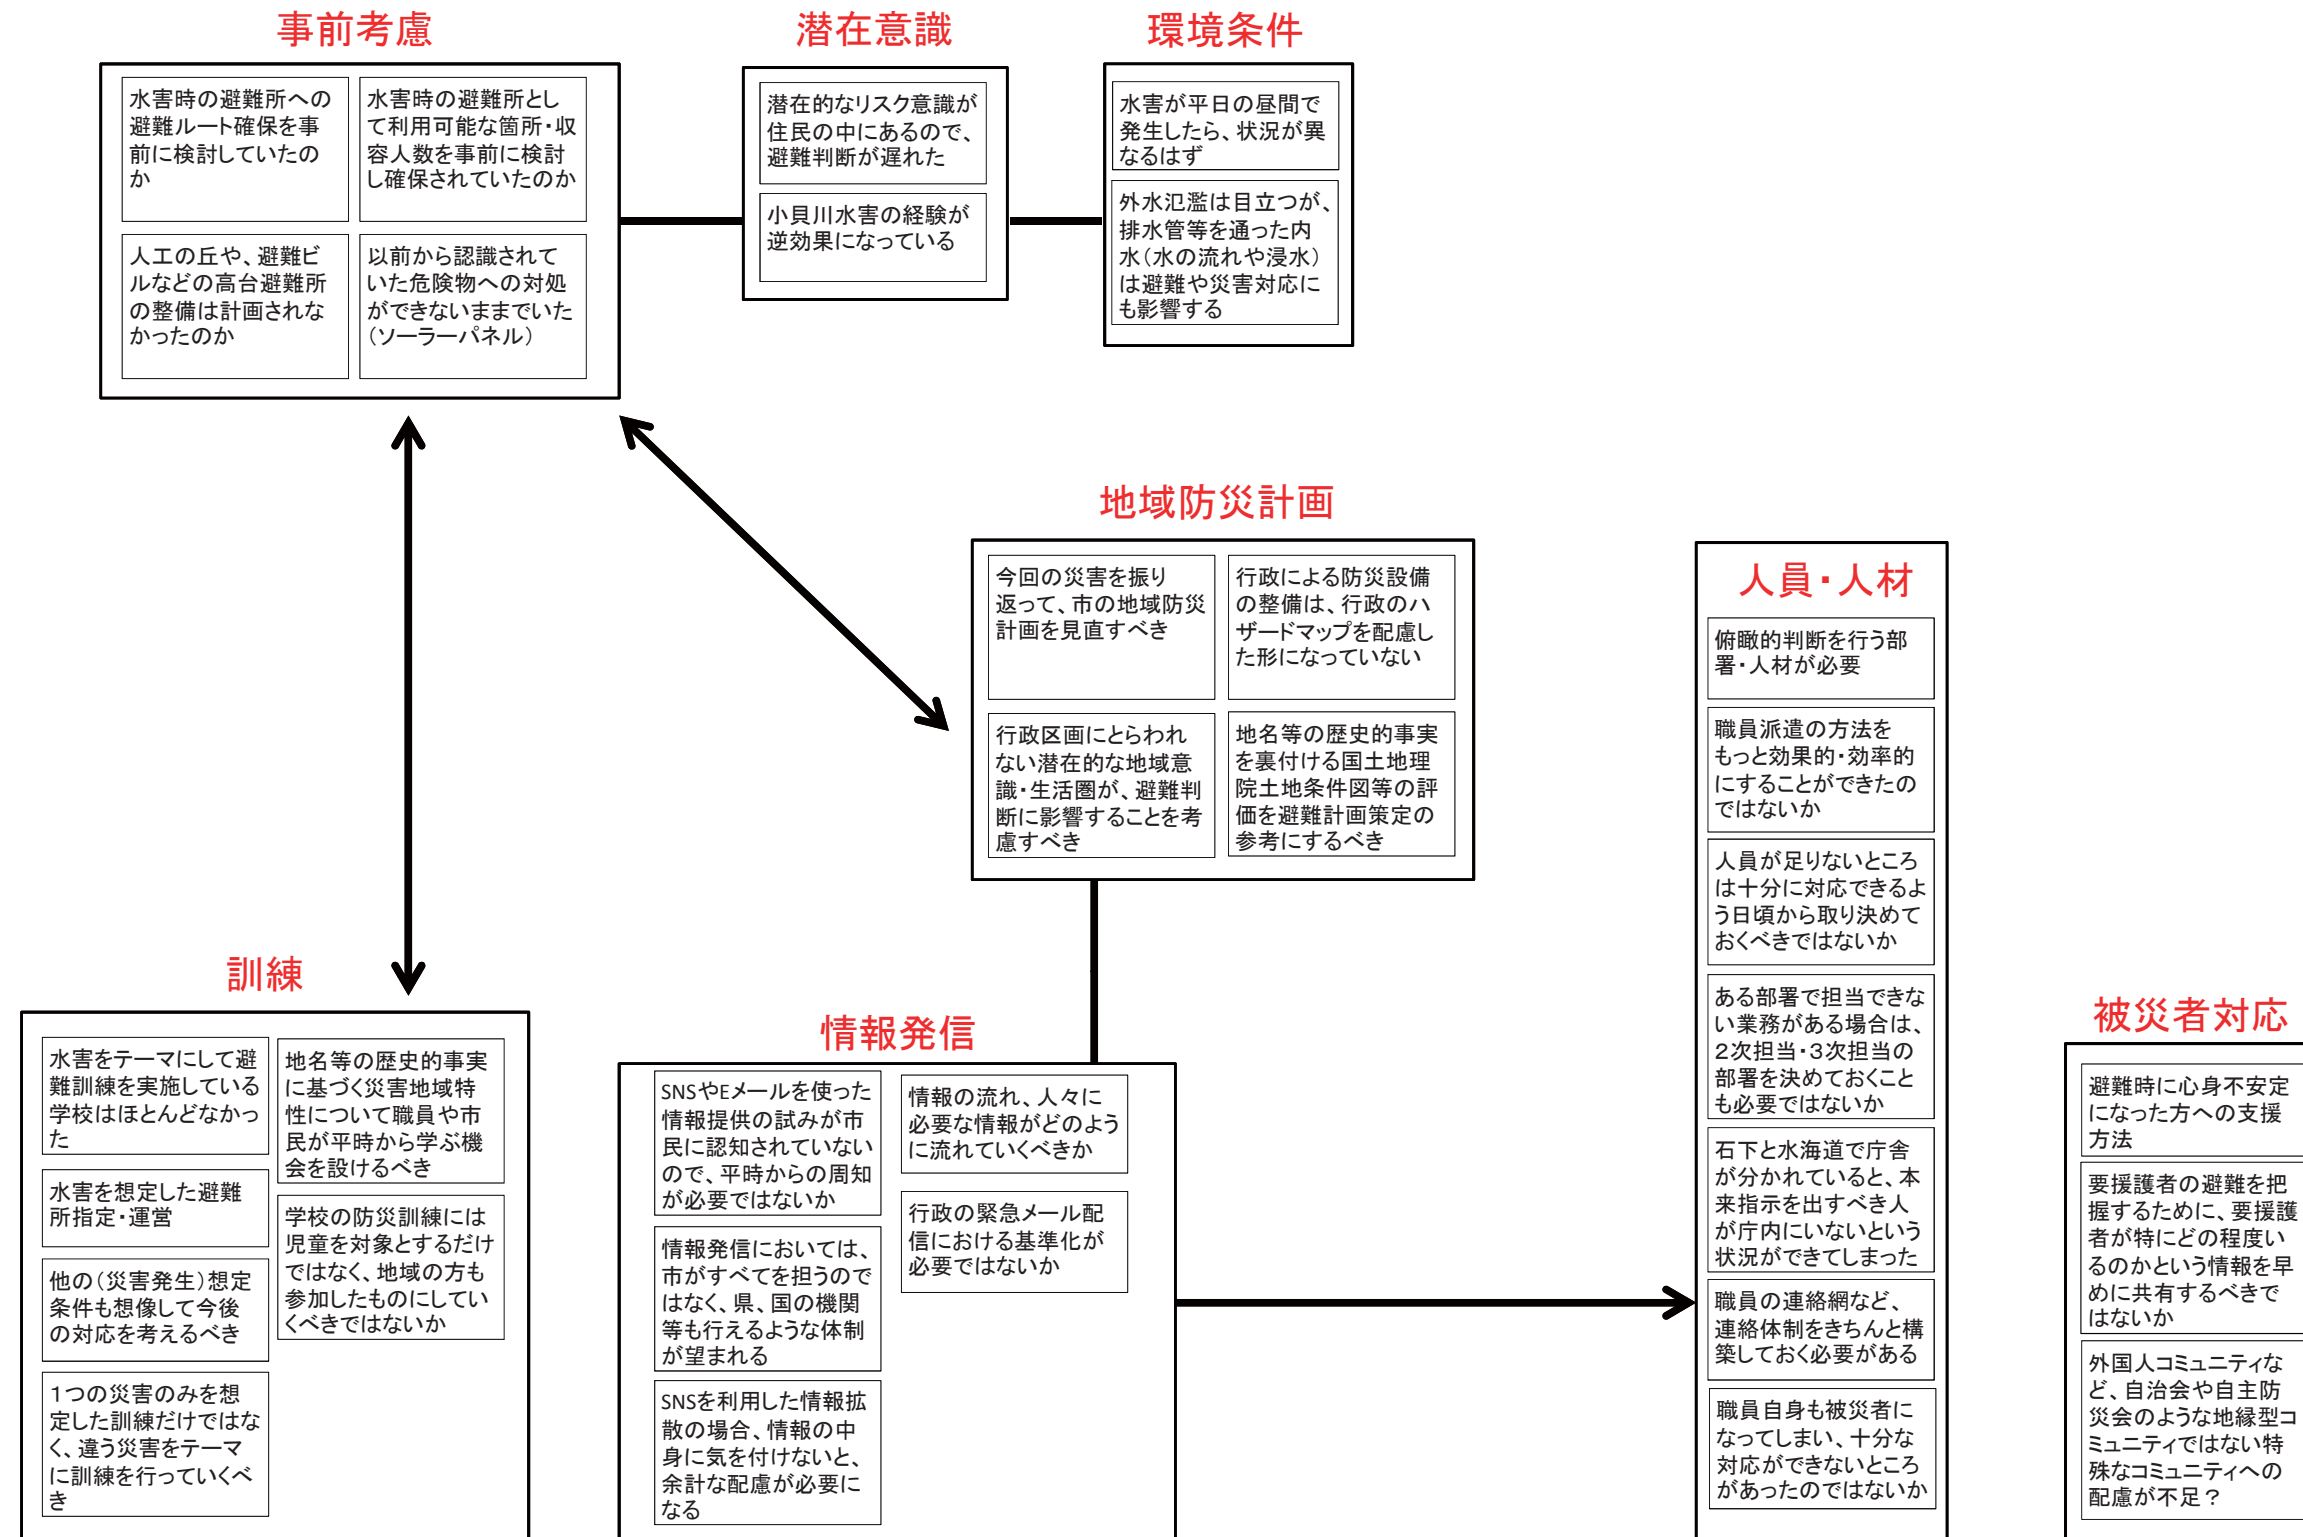 事前考慮
水害時の避難所への
避難ルート確保を事
前に検討していたの
か
水害時の避難所とし
て利用可能な箇所・収
容人数を事前に検討
し確保されていたのか
人工の丘や、避難ビ
ルなどの高台避難所
の整備は計画されな
かったのか
以前から認識されて
いた危険物への対処
ができないままでいた
（ソーラーパネル）
潜在意識
潜在的なリスク意識が
住民の中にあるので、
避難判断が遅れた
小貝川水害の経験が
逆効果になっている
環境条件
水害が平日の昼間で
発生したら、状況が異
なるはず
外水氾濫は目立つが、
排水管等を通った内
水（水の流れや浸水）
は避難や災害対応に
も影響する
地域防災計画
今回の災害を振り
返って、市の地域防災
計画を見直すべき
行政による防災設備
の整備は、行政のハ
ザードマップを配慮し
た形になっていない
行政区画にとらわれ
ない潜在的な地域意
識・生活圏が、避難判
断に影響することを考
慮すべき
地名等の歴史的事実
を裏付ける国土地理
院土地条件図等の評
価を避難計画策定の
参考にするべき
訓練
水害をテーマにして避
難訓練を実施している
学校はほとんどなかっ
た
水害を想定した避難
所指定・運営
他の（災害発生）想定
条件も想像して今後
の対応を考えるべき
１つの災害のみを想
定した訓練だけではな
く、違う災害をテーマ
に訓練を行っていくべ
き
地名等の歴史的事実
に基づく災害地域特
性について職員や市
民が平時から学ぶ機
会を設けるべき
学校の防災訓練には
児童を対象とするだけ
ではなく、地域の方も
参加したものにしてい
くべきではないか
情報発信
SNSやEメールを使った
情報提供の試みが市
民に認知されていない
ので、平時からの周知
が必要ではないか
情報発信においては、
市がすべてを担うので
はなく、県、国の機関
等も行えるような体制
が望まれる
SNSを利用した情報拡
散の場合、情報の中
身に気を付けないと、
余計な配慮が必要に
なる
情報の流れ、人々に
必要な情報がどのよう
に流れていくべきか
行政の緊急メール配
信における基準化が
必要ではないか
人員・人材
俯瞰的判断を行う部
署・人材が必要
職員派遣の方法を
もっと効果的・効率的
にすることができたの
ではないか
人員が足りないところ
は十分に対応できるよ
う日頃から取り決めて
おくべきではないか
ある部署で担当できな
い業務がある場合は、
２次担当・３次担当の
部署を決めておくこと
も必要ではないか
石下と水海道で庁舎
が分かれていると、本
来指示を出すべき人
が庁内にいないという
状況ができてしまった
職員の連絡網など、
連絡体制をきちんと構
築しておく必要がある
職員自身も被災者に
なってしまい、十分な
対応ができないところ
があったのではないか
被災者対応
避難時に心身不安定
になった方への支援
方法
要援護者の避難を把
握するために、要援護
者が特にどの程度い
るのかという情報を早
めに共有するべきで
はないか
外国人コミュニティな
ど、自治会や自主防
災会のような地縁型コ
ミュニティではない特
殊なコミュニティへの
配慮が不足？